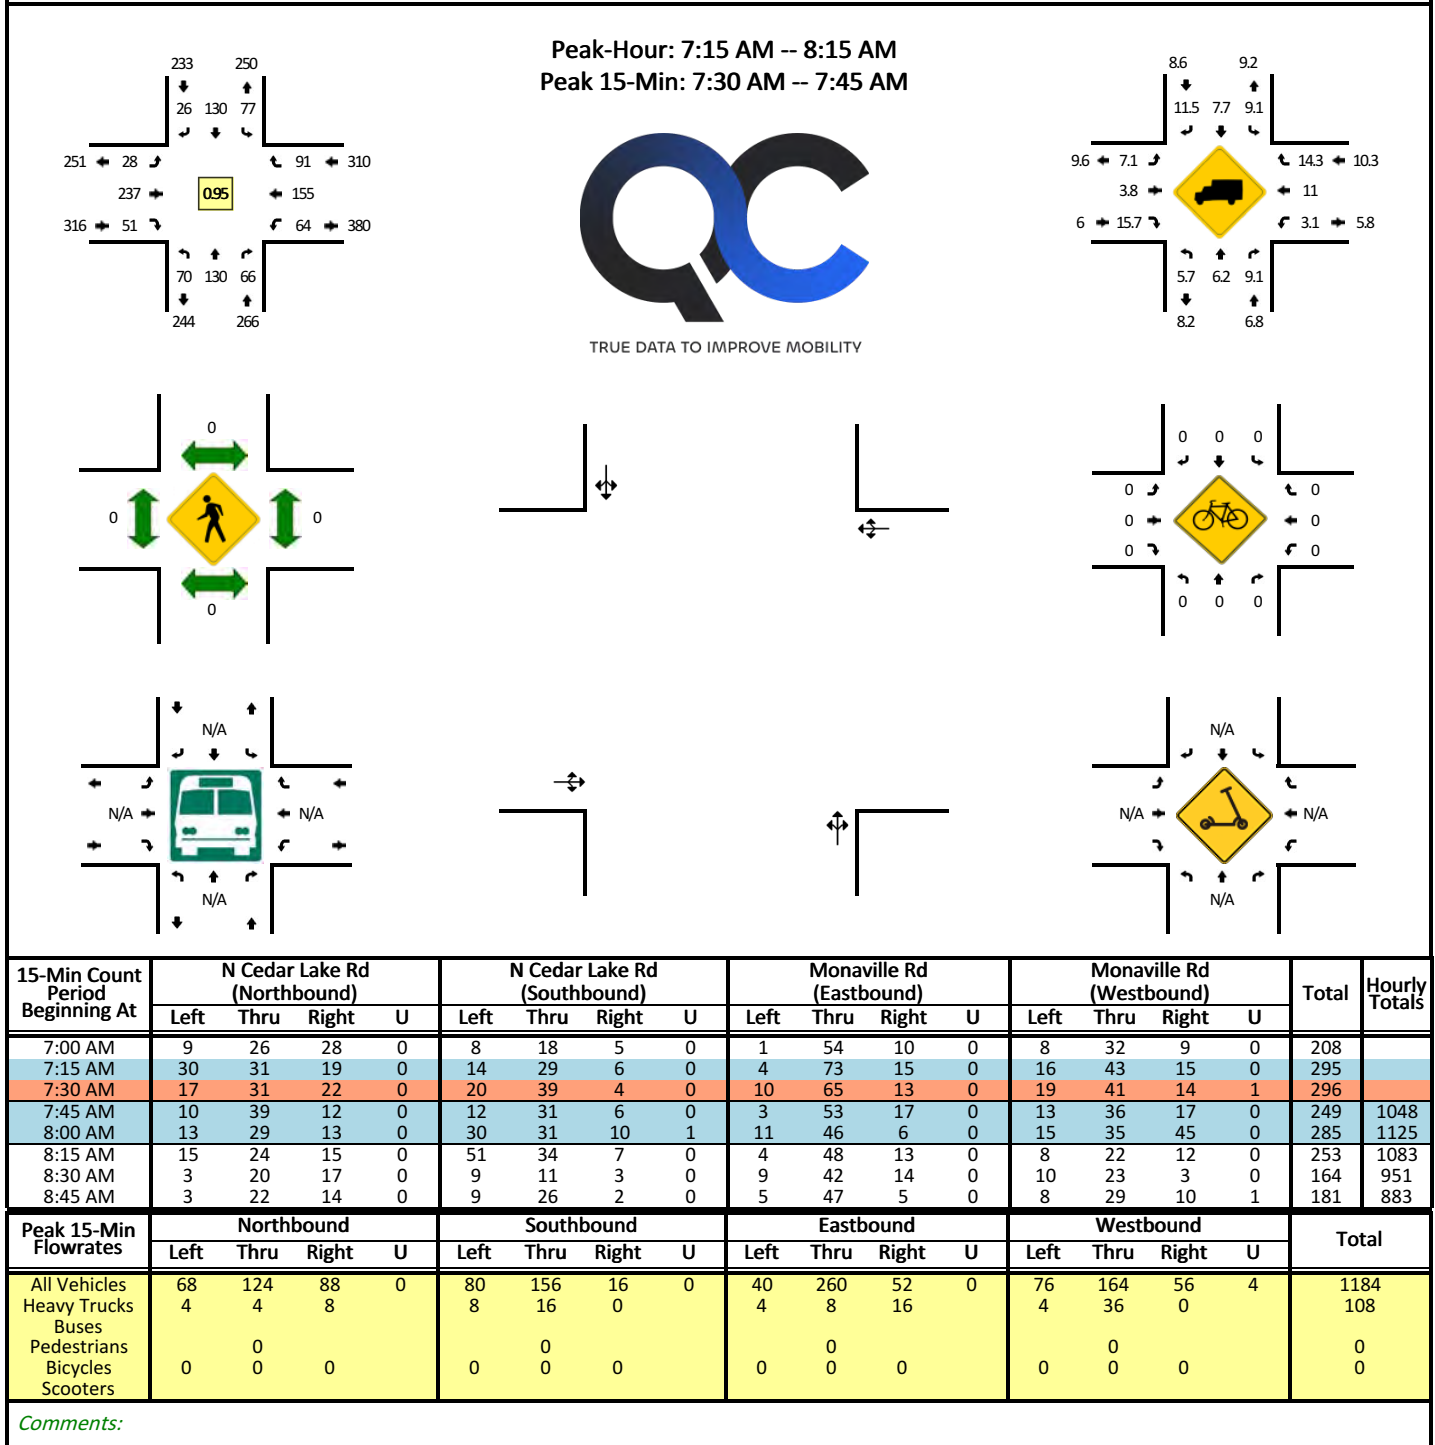 Peak-Hour: 7:15 AM -- 8:15 AM
Peak 15-Min: 7:30 AM -- 7:45 AM
233 250
26 130 77
251 28 91 310
237 0.95 155
316 51 64 380
70 130 66
244 266
QC
TRUE DATA TO IMPROVE MOBILITY
8.6 9.2
11.5 7.7 9.1
9.6 7.1 14.3 10.3
3.8 11
6 15.7 3.1 5.8
5.7 6.2 9.1
8.2 6.8
0
0 0
0
0 0 0
0 0
0 0
0 0
0 0 0
N/A
N/A N/A
N/A
N/A
N/A N/A
N/A
15-Min Count Period Beginning At N Cedar Lake Rd (Northbound) N Cedar Lake Rd (Southbound) Monaville Rd (Eastbound) Monaville Rd (Westbound) Total Hourly Totals
Left Thru Right U Left Thru Right U Left Thru Right U Left Thru Right U
7:00 AM 9 26 28 0 8 18 5 0 1 54 10 0 8 32 9 0 208
7:15 AM 30 31 19 0 14 29 6 0 4 73 15 0 16 43 15 0 295
7:30 AM 17 31 22 0 20 39 4 0 10 65 13 0 19 41 14 1 296
7:45 AM 10 39 12 0 12 31 6 0 3 53 17 0 13 36 17 0 249 1048
8:00 AM 13 29 13 0 30 31 10 1 11 46 6 0 15 35 45 0 285 1125
8:15 AM 15 24 15 0 51 34 7 0 4 48 13 0 8 22 12 0 253 1083
8:30 AM 3 20 17 0 9 11 3 0 9 42 14 0 10 23 3 0 164 951
8:45 AM 3 22 14 0 9 26 2 0 5 47 5 0 8 29 10 1 181 883
Peak 15-Min Flowrates Northbound Southbound Eastbound Westbound Total
Left Thru Right U Left Thru Right U Left Thru Right U Left Thru Right U
All Vehicles 68 124 88 0 80 156 16 0 40 260 52 0 76 164 56 4 1184
Heavy Trucks 4 4 8 8 16 0 4 8 16 4 36 0 108
Buses
Pedestrians 0 0 0 0 0
Bicycles 0 0 0 0 0 0 0 0 0 0 0 0 0
Scooters
Comments: